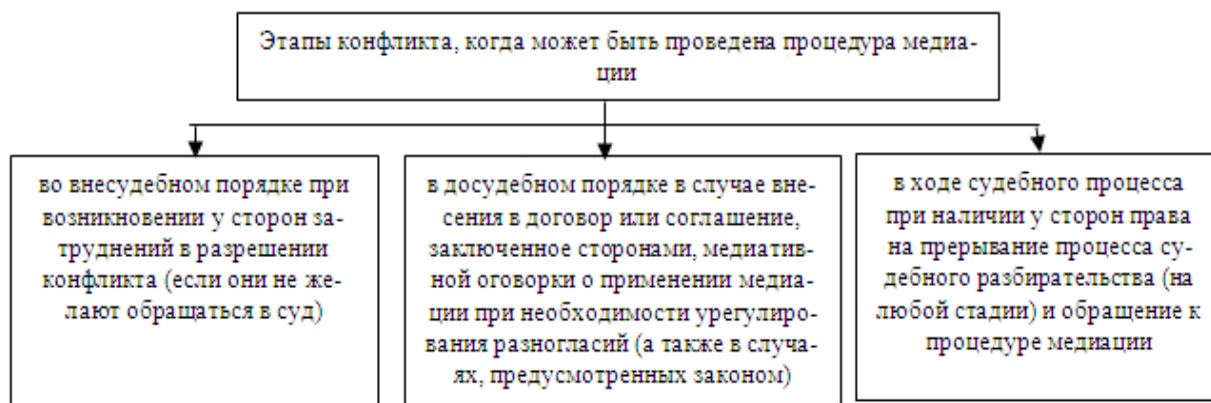 Этапы конфликта, когда может быть проведена процедура медиа-
ции
во внесудебном порядке при
возникновении у сторон за-
труднений в разрешении
конфликта (если они не же-
лают обращаться в суд)
в досудебном порядке в случае вне-
сения в договор или соглашение,
заключенное сторонами, медиатив-
ной оговорки о применении медиа-
ции при необходимости урегулиро-
вания разногласий (а также в случа-
ях, предусмотренных законом)
в ходе судебного процесса
при наличии у сторон права
на прерывание процесса су-
дебного разбирательства (на
любой стадии) и обращение к
процедуре медиации